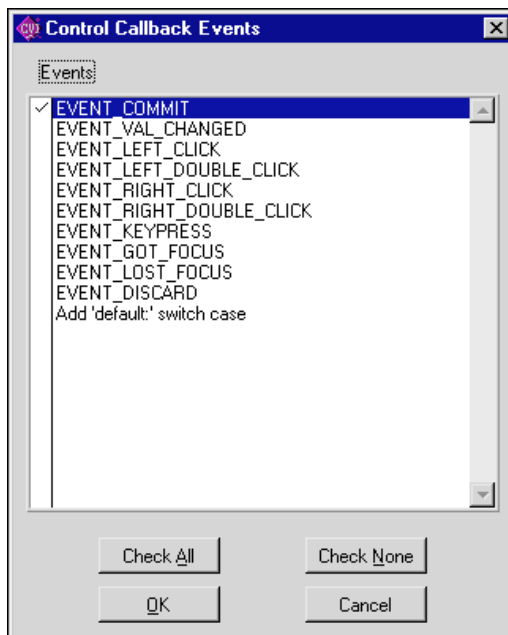 CVI Control Callback Events
Events
EVENT_COMMIT
EVENT_VAL_CHANGED
EVENT_LEFT_CLICK
EVENT_LEFT_DOUBLE_CLICK
EVENT_RIGHT_CLICK
EVENT_RIGHT_DOUBLE_CLICK
EVENT_KEYPRESS
EVENT_GOT_FOCUS
EVENT_LOST_FOCUS
EVENT_DISCARD
Add 'default:' switch case
Check All Check None
OK Cancel